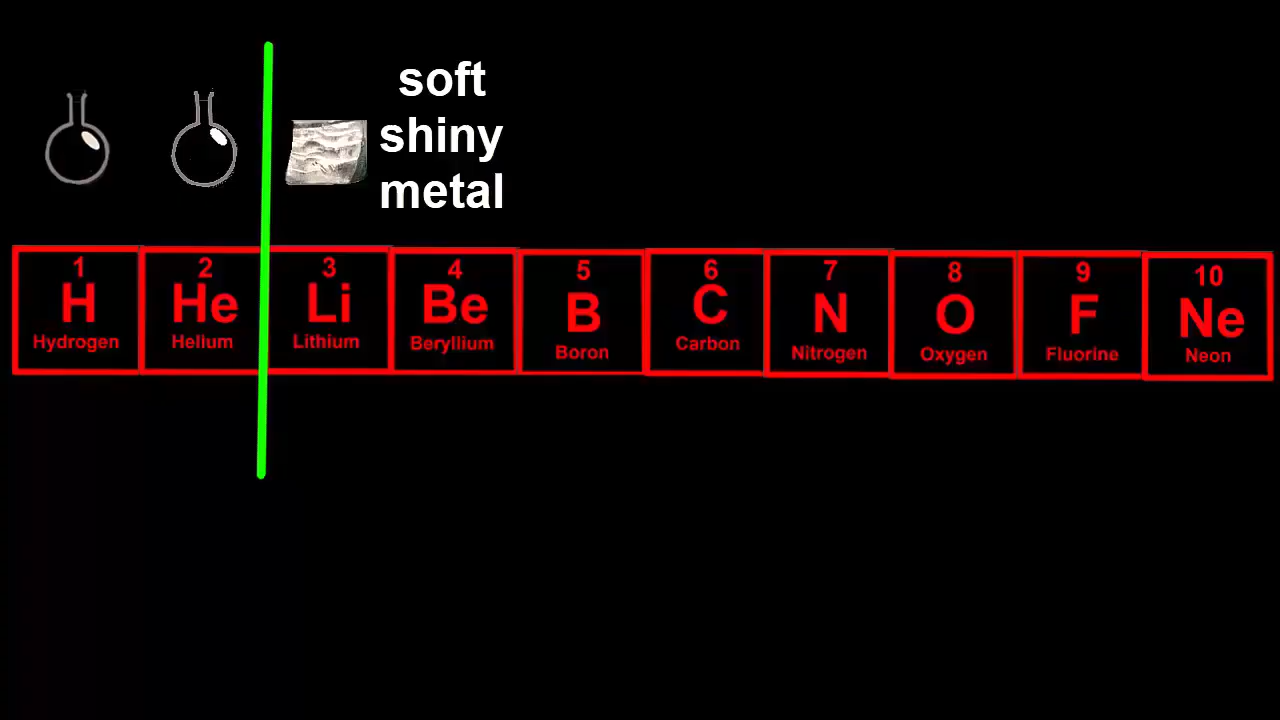 soft
shiny
metal
1 2 3 4 5 6 7 8 9 10
H He Li Be B C N O F Ne
Hydrogen Helium Lithium Beryllium Boron Carbon Nitrogen Oxygen Fluorine Neon